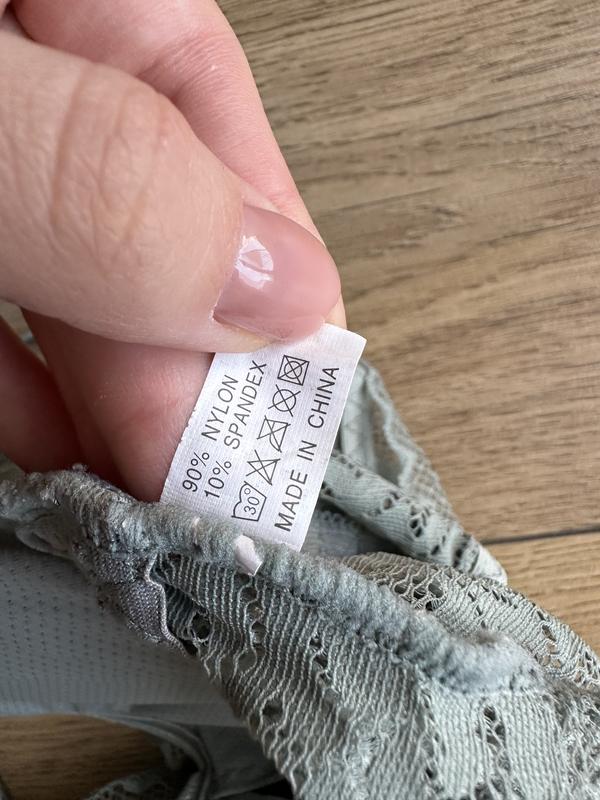 90% NYLON
10% SPANDEX
30°
MADE IN CHINA